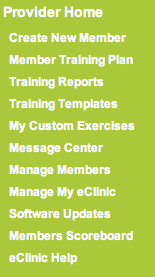 Provider Home
Create New Member
Member Training Plan
Training Reports
Training Templates
My Custom Exercises
Message Center
Manage Members
Manage My eClinic
Software Updates
Members Scoreboard
eClinic Help